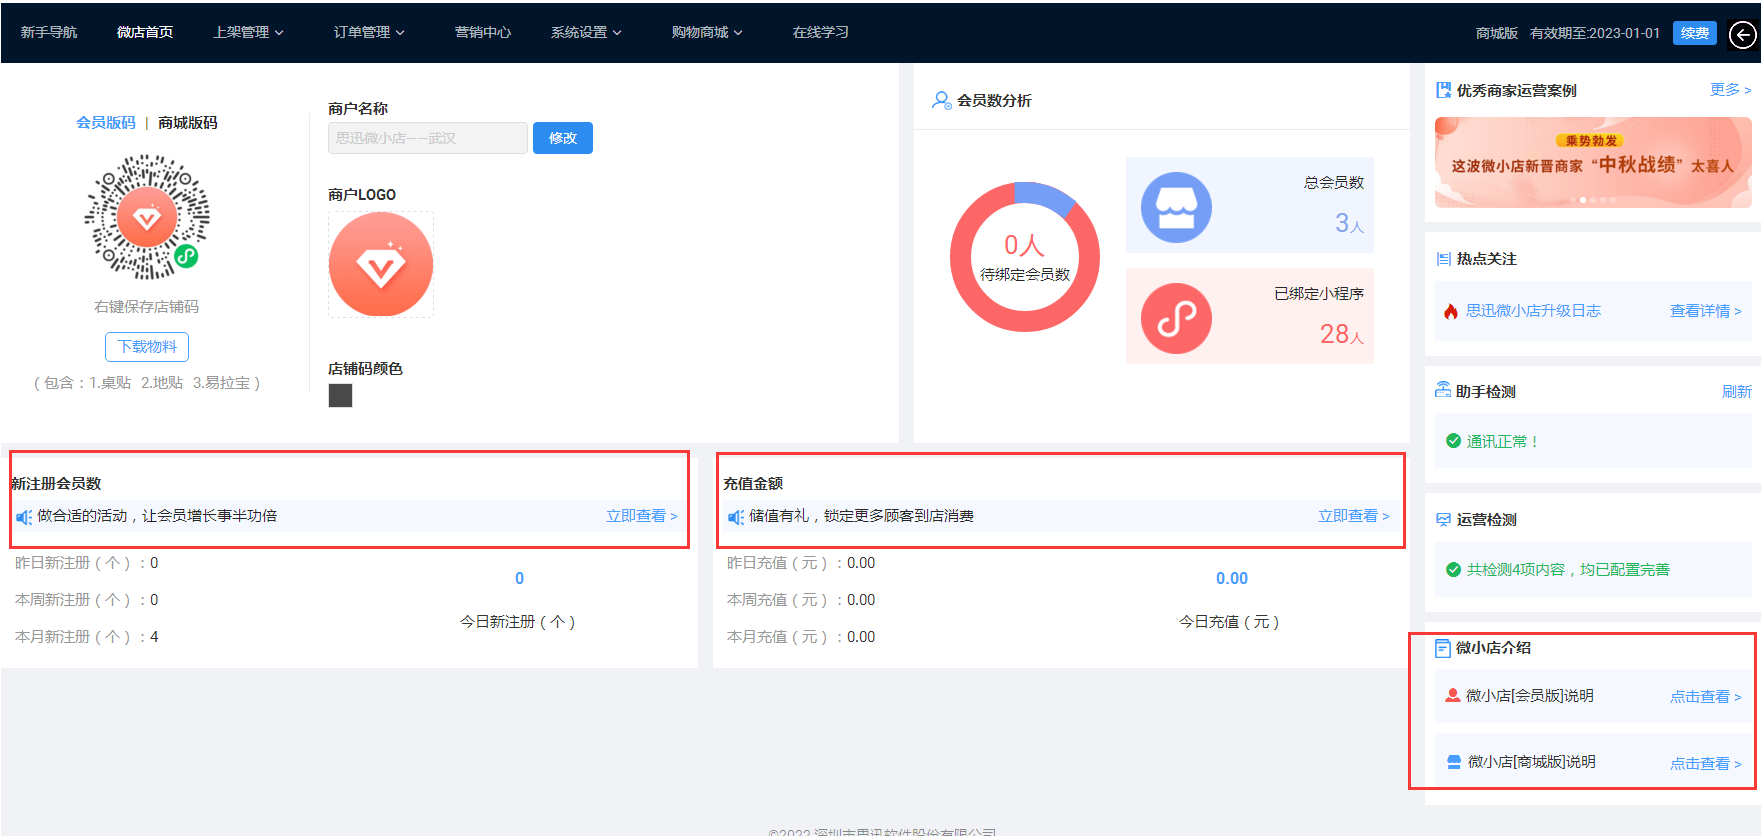 新手导航 微店首页 上架管理 订单管理 营销中心 系统设置 购物商城 在线学习 商城版 有效期至:2023-01-01 续费
会员版码 | 商城版码
右键保存店铺码
下载物料
( 包含 : 1.桌贴 2.地贴 3.易拉宝 )
商户名称
思迅微小店——武汉 修改
商户LOGO
店铺码颜色
会员数分析
0人
待绑定会员数
总会员数
3人
已绑定小程序
28人
优秀商家运营案例 更多 >
乘势勃发
这波微小店新晋商家“中秋战绩”太喜人
热点关注
思迅微小店升级日志 查看详情 >
助手检测 刷新
通讯正常！
运营检测
共检测4项内容，均已配置完善
微小店介绍
微小店[会员版]说明 点击查看 >
微小店[商城版]说明 点击查看 >
新注册会员数
做合适的活动，让会员增长事半功倍 立即查看 >
昨日新注册（个）: 0
本周新注册（个）: 0
本月新注册（个）: 4
0
今日新注册（个）
充值金额
储值有礼，锁定更多顾客到店消费 立即查看 >
昨日充值（元）: 0.00
本周充值（元）: 0.00
本月充值（元）: 0.00
0.00
今日充值（元）
©2022 深圳市思迅软件股份有限公司